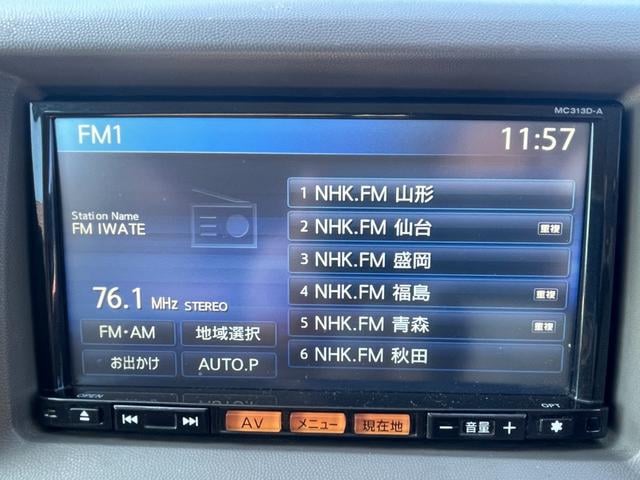 MC313D-A
FM1
11:57
Station Name
FM IWATE
76.1 MHz STEREO
FM・AM 地域選択
お出かけ AUTO.P
1 NHK.FM 山形
2 NHK.FM 仙台 重複
3 NHK.FM 盛岡
4 NHK.FM 福島 重複
5 NHK.FM 青森 重複
6 NHK.FM 秋田
OPEN
OPT
AV メニュー 現在地 − 音量 +